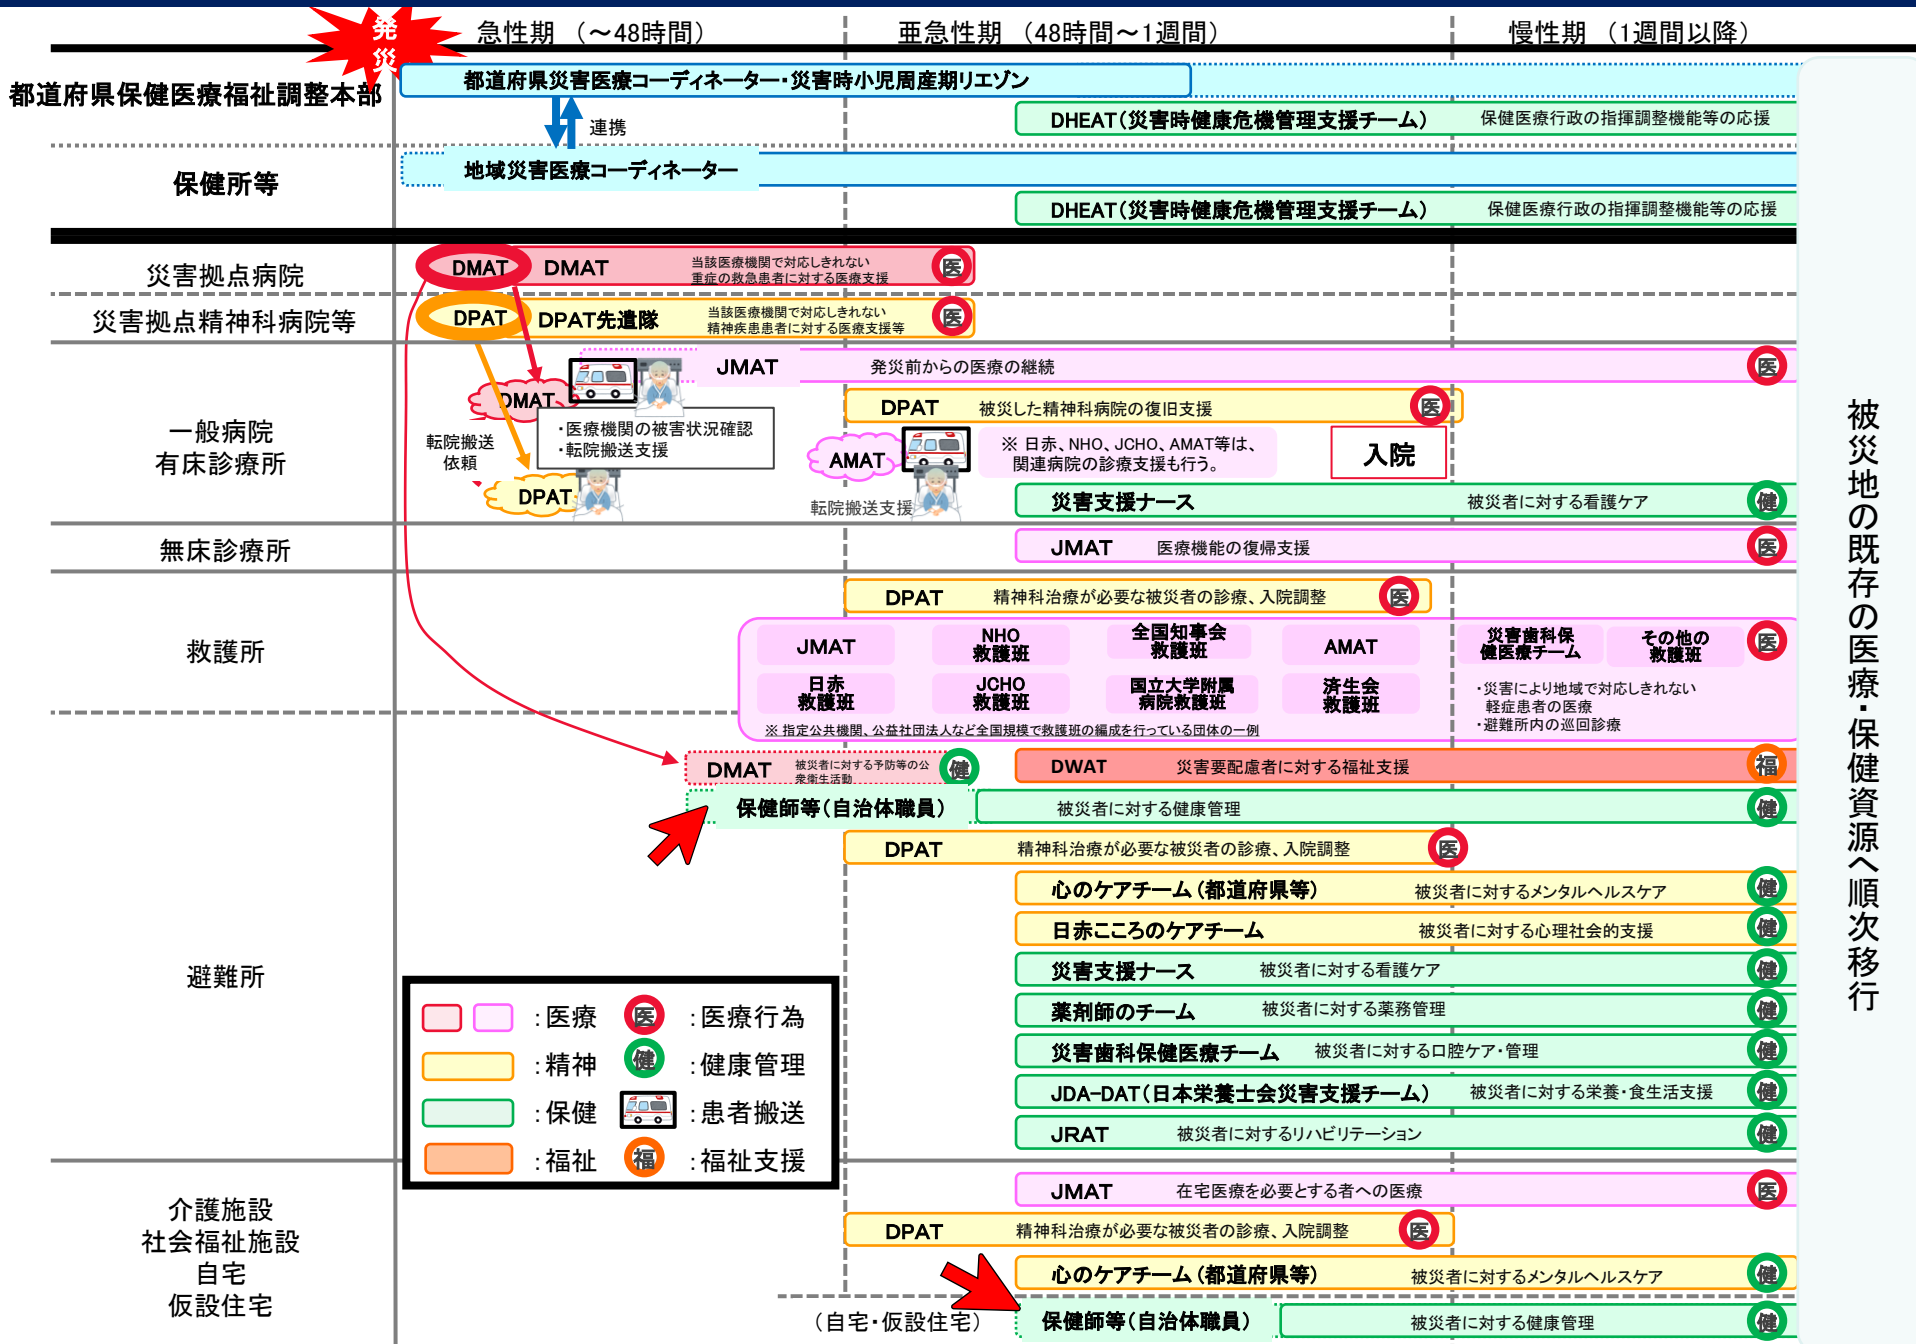 発
災
急性期 (～48時間)
亜急性期 (48時間～1週間)
慢性期 (1週間以降)
都道府県保健医療福祉調整本部
都道府県災害医療コーディネーター・災害時小児周産期リエゾン
連携
DHEAT(災害時健康危機管理支援チーム)
保健医療行政の指揮調整機能等の応援
保健所等
地域災害医療コーディネーター
DHEAT(災害時健康危機管理支援チーム)
保健医療行政の指揮調整機能等の応援
災害拠点病院
DMAT
DMAT
当該医療機関で対応しきれない
重症の救急患者に対する医療支援
医
災害拠点精神科病院等
DPAT
DPAT先遣隊
当該医療機関で対応しきれない
精神疾患患者に対する医療支援等
医
一般病院
有床診療所
JMAT
発災前からの医療の継続
医
DMAT
DPAT
被災した精神科病院の復旧支援
医
転院搬送
依頼
・医療機関の被害状況確認
・転院搬送支援
AMAT
※ 日赤、NHO、JCHO、AMAT等は、
関連病院の診療支援も行う。
入院
DPAT
転院搬送支援
災害支援ナース
被災者に対する看護ケア
健
無床診療所
JMAT
医療機能の復帰支援
医
救護所
DPAT
精神科治療が必要な被災者の診療、入院調整
医
JMAT
NHO
救護班
全国知事会
救護班
AMAT
災害歯科保
健医療チーム
その他の
救護班
医
日赤
救護班
JCHO
救護班
国立大学附属
病院救護班
済生会
救護班
・災害により地域で対応しきれない
軽症患者の医療
・避難所内の巡回診療
※ 指定公共機関、公益社団法人など全国規模で救護班の編成を行っている団体の一例
避難所
DMAT
被災者に対する予防等の公
衆衛生活動
健
DWAT
災害要配慮者に対する福祉支援
福
保健師等(自治体職員)
被災者に対する健康管理
健
DPAT
精神科治療が必要な被災者の診療、入院調整
医
心のケアチーム(都道府県等)
被災者に対するメンタルヘルスケア
健
日赤こころのケアチーム
被災者に対する心理社会的支援
健
災害支援ナース
被災者に対する看護ケア
健
薬剤師のチーム
被災者に対する薬務管理
健
災害歯科保健医療チーム
被災者に対する口腔ケア・管理
健
JDA-DAT(日本栄養士会災害支援チーム)
被災者に対する栄養・食生活支援
健
JRAT
被災者に対するリハビリテーション
健
:医療
医
:医療行為
:精神
健
:健康管理
:保健
:患者搬送
:福祉
福
:福祉支援
介護施設
社会福祉施設
自宅
仮設住宅
JMAT
在宅医療を必要とする者への医療
医
DPAT
精神科治療が必要な被災者の診療、入院調整
医
心のケアチーム(都道府県等)
被災者に対するメンタルヘルスケア
健
(自宅・仮設住宅)
保健師等(自治体職員)
被災者に対する健康管理
健
被災地の既存の医療・保健資源へ順次移行